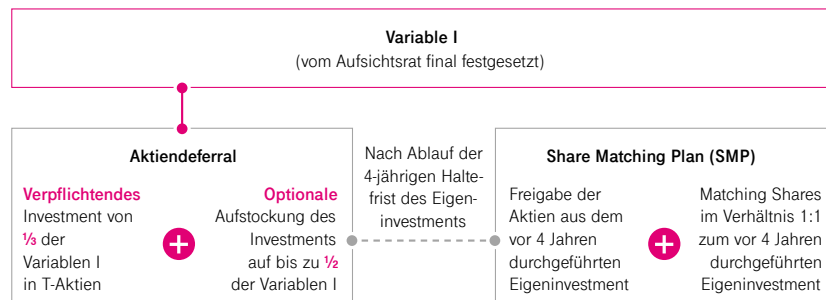 Variable I
(vom Aufsichtsrat final festgesetzt)
Aktiendeferral
Verpflichtendes
Investment von
⅓ der
Variablen I
in T-Aktien
+
Optionale
Aufstockung des
Investments
auf bis zu ½
der Variablen I
Nach Ablauf der
4-jährigen Halte-
frist des Eigen-
investments
Share Matching Plan (SMP)
Freigabe der
Aktien aus dem
vor 4 Jahren
durchgeführten
Eigeninvestment
+
Matching Shares
im Verhältnis 1:1
zum vor 4 Jahren
durchgeführten
Eigeninvestment